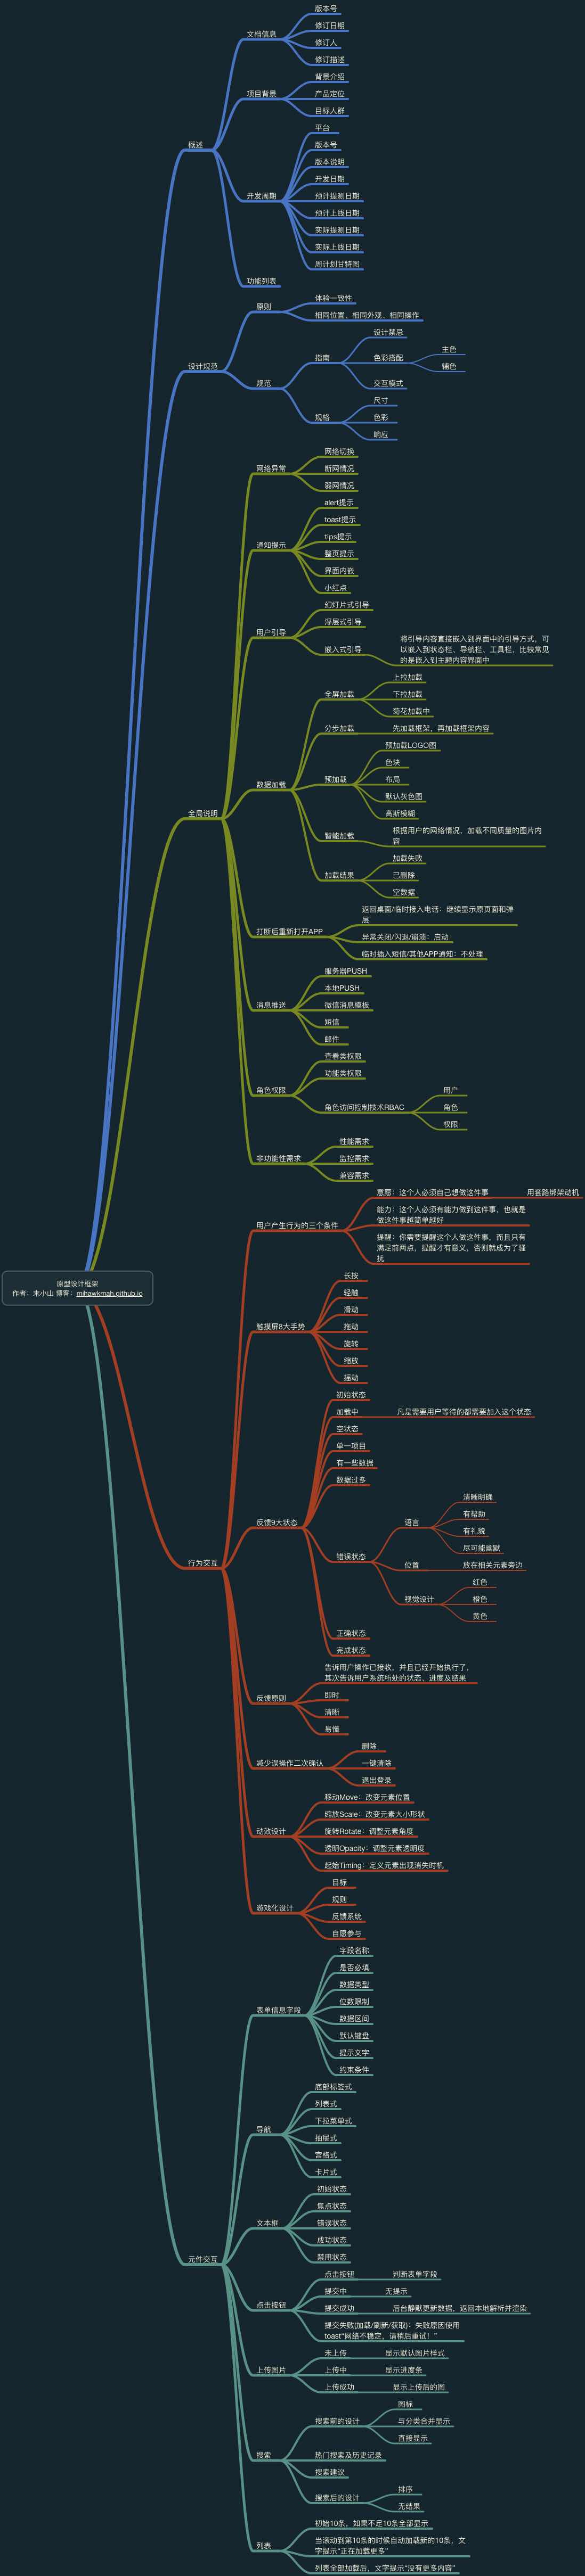 版本号
修订日期
文档信息
修订人
修订描述
背景介绍
项目背景
产品定位
目标人群
平台
概述
版本号
版本说明
开发日期
开发周期
预计提测日期
预计上线日期
实际提测日期
实际上线日期
周计划甘特图
功能列表
体验一致性
原则
相同位置、相同外观、相同操作
设计禁忌
主色
指南
色彩搭配
辅色
设计规范
交互模式
规范
尺寸
规格
色彩
响应
网络切换
网络异常
断网情况
弱网情况
alert提示
toast提示
tips提示
通知提示
整页提示
界面内嵌
小红点
幻灯片式引导
用户引导
浮层式引导
嵌入式引导
将引导内容直接嵌入到界面中的引导方式，可
以嵌入到状态栏、导航栏、工具栏，比较常见
的是嵌入到主题内容界面中
上拉加载
全屏加载
下拉加载
菊花加载中
分步加载
先加载框架，再加载框架内容
预加载LOGO图
色块
数据加载
预加载
布局
默认灰色图
高斯模糊
全局说明
智能加载
根据用户的网络情况，加载不同质量的图片内
容
加载失败
加载结果
已删除
空数据
返回桌面/临时接入电话：继续显示原页面和弹
层
打断后重新打开APP
异常关闭/闪退/崩溃：启动
临时插入短信/其他APP通知：不处理
服务器PUSH
本地PUSH
消息推送
微信消息模板
短信
邮件
查看类权限
角色权限
功能类权限
用户
角色访问控制技术RBAC
角色
权限
性能需求
非功能性需求
监控需求
兼容需求
意愿：这个人必须自己想做这件事
用套路绑架动机
用户产生行为的三个条件
能力：这个人必须有能力做到这件事，也就是
做这件事越简单越好
提醒：你需要提醒这个人做这件事，而且只有
满足前两点，提醒才有意义，否则就成为了骚
扰
原型设计框架
作者：末小山 博客：mihawkmah.github.io
长按
轻触
滑动
触摸屏8大手势
拖动
旋转
缩放
摇动
初始状态
加载中
凡是需要用户等待的都需要加入这个状态
空状态
单一项目
有一些数据
数据过多
反馈9大状态
清晰明确
语言
有帮助
有礼貌
尽可能幽默
错误状态
位置
放在相关元素旁边
红色
视觉设计
橙色
黄色
行为交互
正确状态
完成状态
告诉用户操作已接收，并且已经开始执行了，
其次告诉用户系统所处的状态、进度及结果
反馈原则
即时
清晰
易懂
删除
减少误操作二次确认
一键清除
退出登录
移动Move：改变元素位置
缩放Scale：改变元素大小形状
动效设计
旋转Rotate：调整元素角度
透明Opacity：调整元素透明度
起始Timing：定义元素出现消失时机
目标
规则
游戏化设计
反馈系统
自愿参与
字段名称
是否必填
数据类型
表单信息字段
位数限制
数据区间
默认键盘
提示文字
约束条件
底部标签式
列表式
导航
下拉菜单式
抽屉式
宫格式
卡片式
初始状态
焦点状态
文本框
错误状态
成功状态
禁用状态
元件交互
点击按钮
判断表单字段
提交中
无提示
点击按钮
提交成功
后台静默更新数据，返回本地解析并渲染
提交失败(加载/刷新/获取)：失败原因使用
toast“网络不稳定，请稍后重试！”
未上传
显示默认图片样式
上传图片
上传中
显示进度条
上传成功
显示上传后的图
图标
搜索前的设计
与分类合并显示
直接显示
搜索
热门搜索及历史记录
搜索建议
排序
搜索后的设计
无结果
初始10条，如果不足10条全部显示
列表
当滚动到第10条的时候自动加载新的10条，文
字提示“正在加载更多”
列表全部加载后，文字提示“没有更多内容”